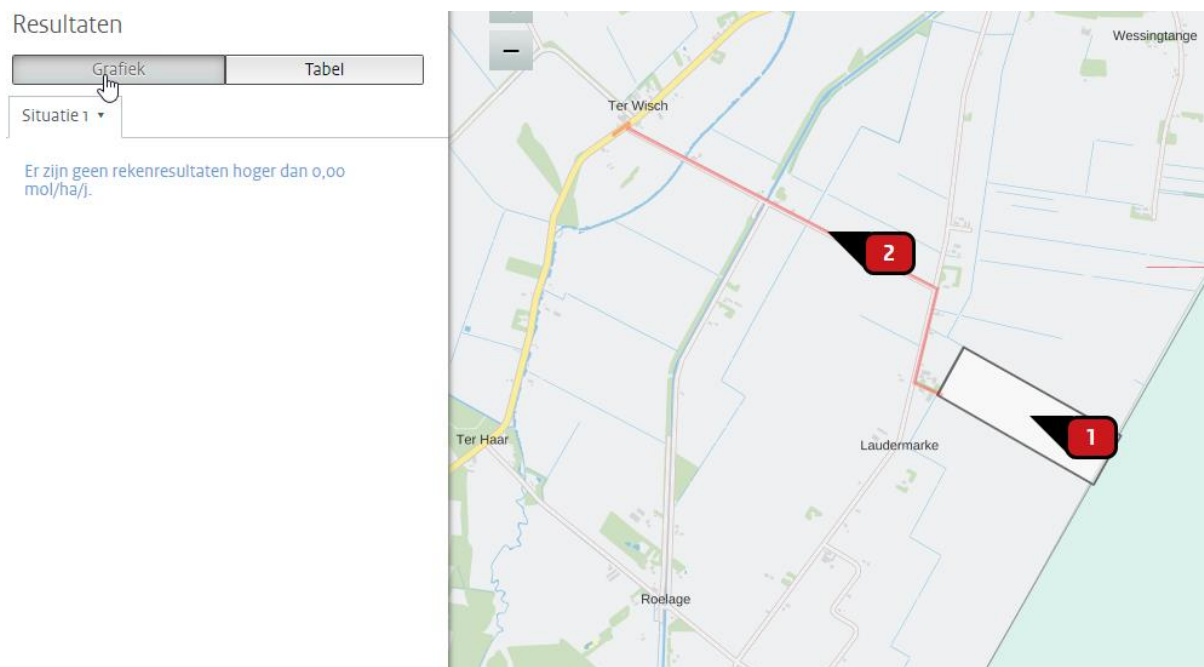 Resultaten
Grafiek
Tabel
Situatie 1
Er zijn geen rekenresultaten hoger dan 0,00
mol/ha/j.
Wessingtange
Ter Wisch
2
1
Ter Haar
Laudermarke
Roelage